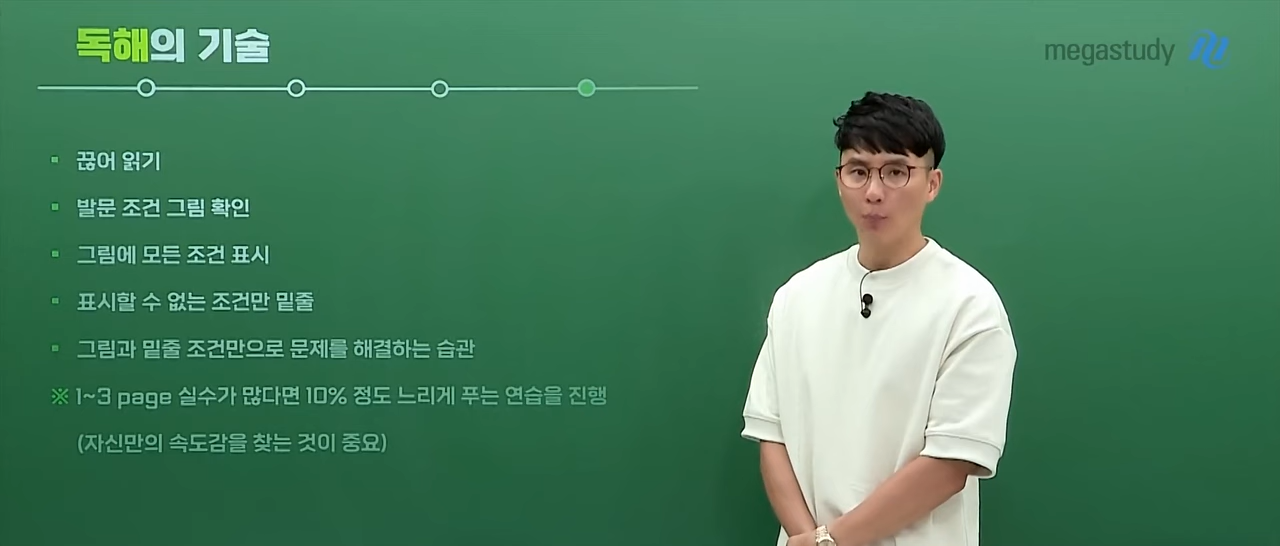 독해의 기술
megastudy
▪ 끊어 읽기
▪ 발문 조건 그림 확인
▪ 그림에 모든 조건 표시
▪ 표시할 수 없는 조건만 밑줄
▪ 그림과 밑줄 조건만으로 문제를 해결하는 습관
※ 1~3 page 실수가 많다면 10% 정도 느리게 푸는 연습을 진행
(자신만의 속도감을 찾는 것이 중요)